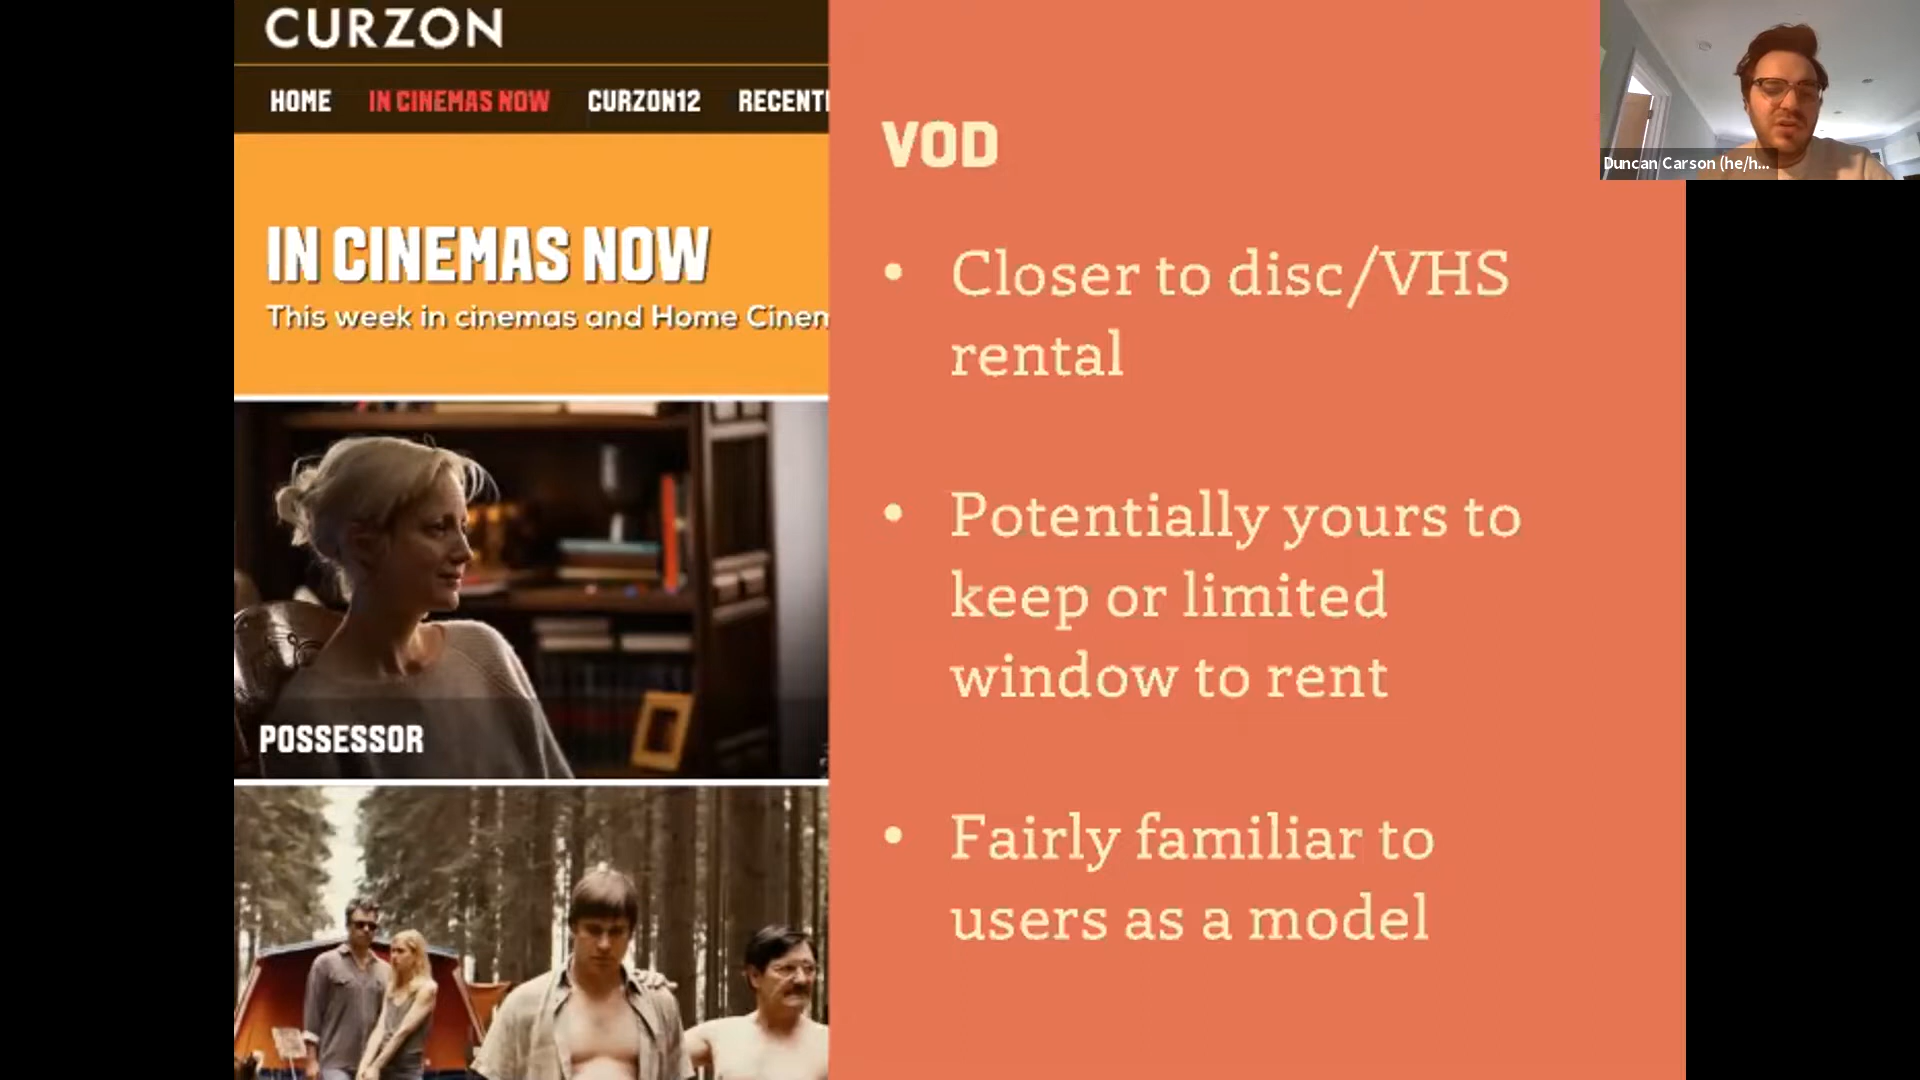 CURZON
HOME IN CINEMAS NOW CURZON12 RECENT
IN CINEMAS NOW
This week in cinemas and Home Cinem
POSSESSOR
VOD
• Closer to disc/VHS
rental
• Potentially yours to
keep or limited
window to rent
• Fairly familiar to
users as a model
Duncan Carson (he/h...